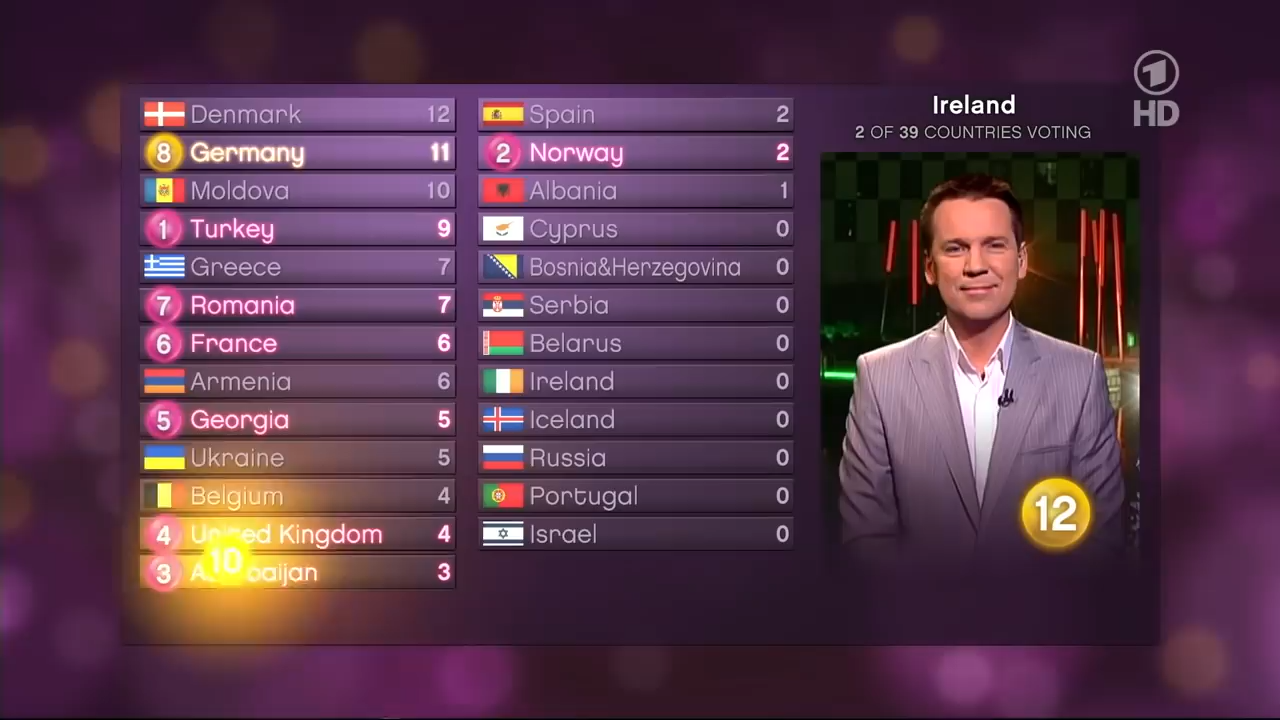 Denmark 12
8 Germany 11
Moldova 10
1 Turkey 9
Greece 7
7 Romania 7
6 France 6
Armenia 6
5 Georgia 5
Ukraine 5
Belgium 4
4 United Kingdom 4
10
3 Azerbaijan 3
Spain 2
2 Norway 2
Albania 1
Cyprus 0
Bosnia&Herzegovina 0
Serbia 0
Belarus 0
Ireland 0
Iceland 0
Russia 0
Portugal 0
Israel 0
Ireland
2 OF 39 COUNTRIES VOTING
12
1
HD